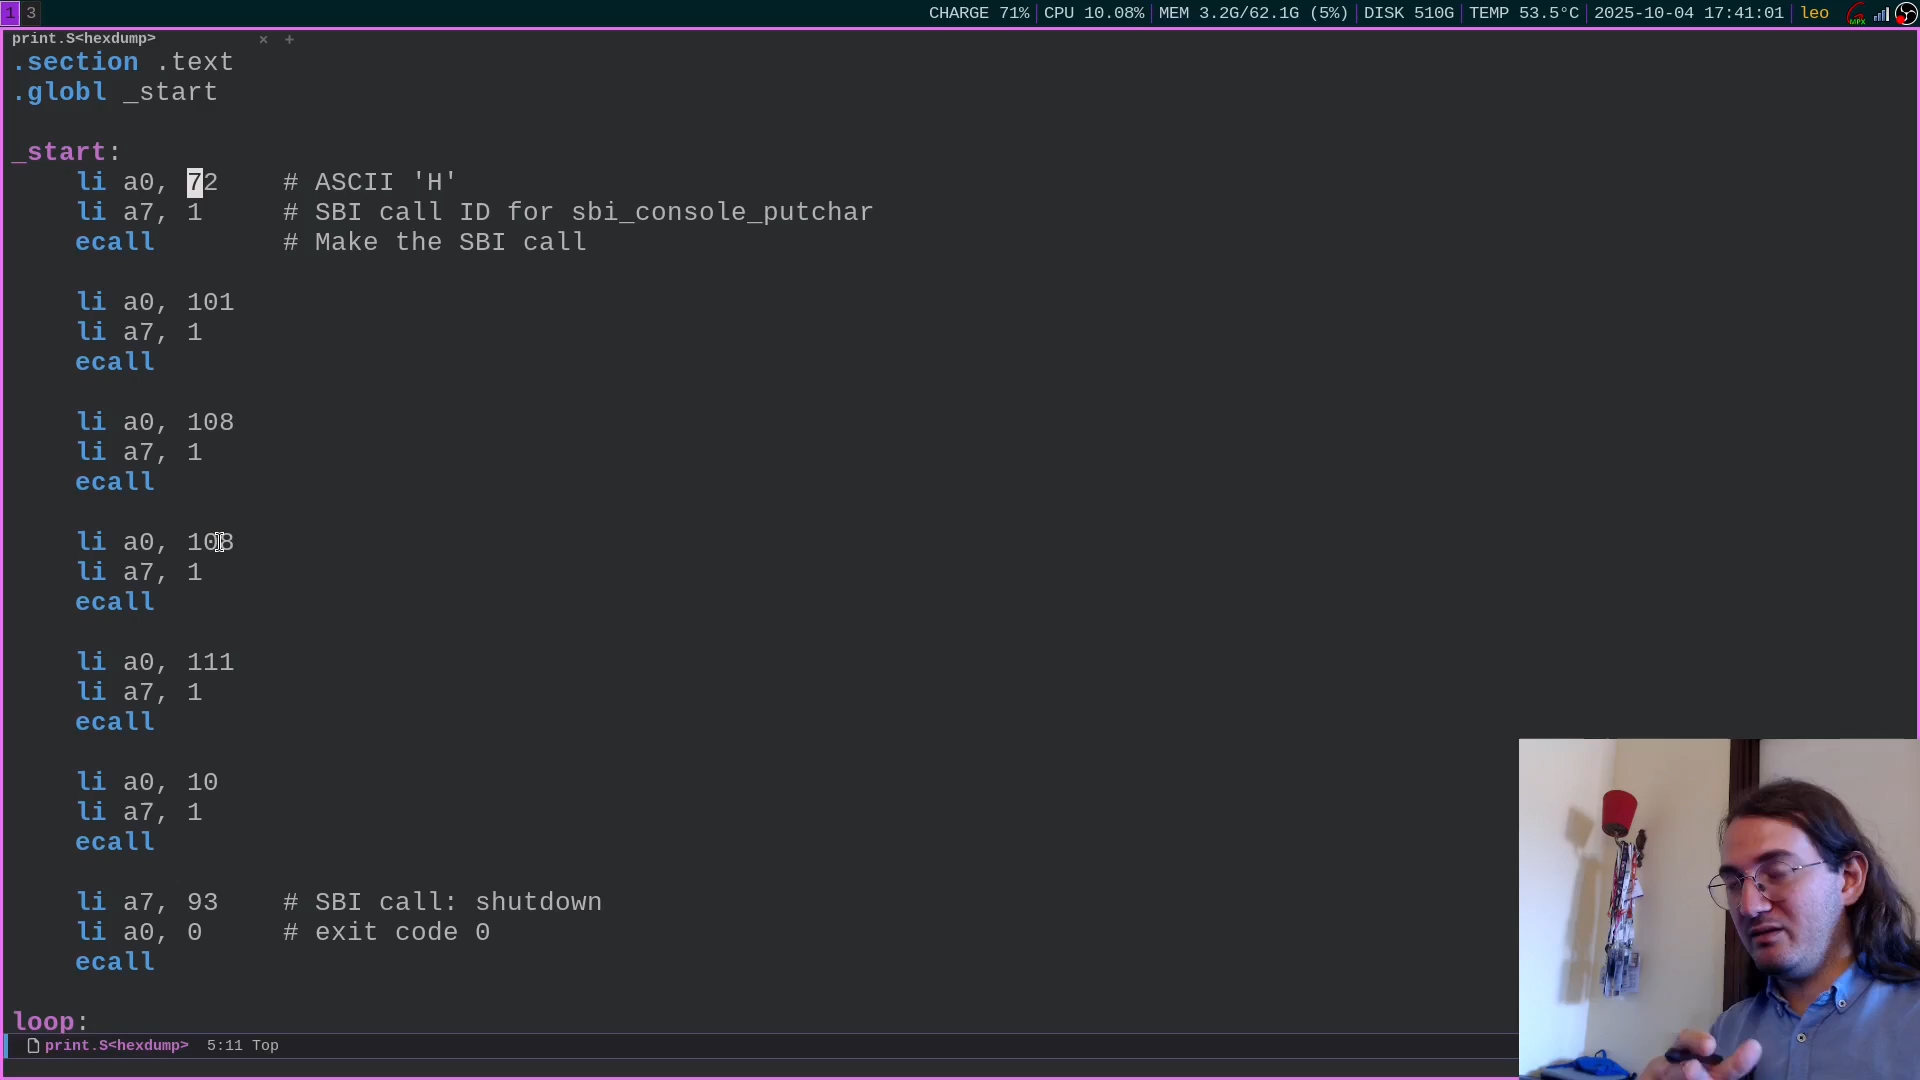 1 3 CHARGE 71% CPU 10.08% MEM 3.2G/62.1G (5%) DISK 510G TEMP 53.5°C 2025-10-04 17:41:01 leo MPX
print.S<hexdump> × +
.section .text
.globl _start
_start:
li a0, 72 # ASCII 'H'
li a7, 1 # SBI call ID for sbi_console_putchar
ecall # Make the SBI call
li a0, 101
li a7, 1
ecall
li a0, 108
li a7, 1
ecall
li a0, 108
li a7, 1
ecall
li a0, 111
li a7, 1
ecall
li a0, 10
li a7, 1
ecall
li a7, 93 # SBI call: shutdown
li a0, 0 # exit code 0
ecall
loop:
print.S<hexdump> 5:11 Top